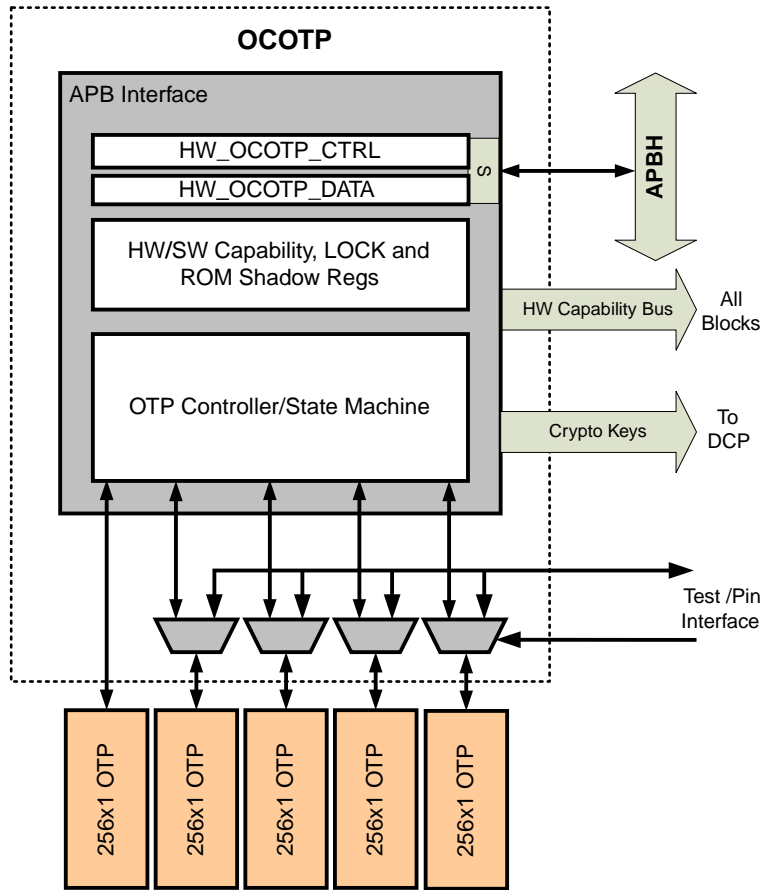 OCOTP
APB Interface
HW_OCOTP_CTRL
HW_OCOTP_DATA
S
APBH
HW/SW Capability, LOCK and
ROM Shadow Regs
HW Capability Bus
All
Blocks
OTP Controller/State Machine
Crypto Keys
To
DCP
Test /Pin
Interface
256x1 OTP
256x1 OTP
256x1 OTP
256x1 OTP
256x1 OTP